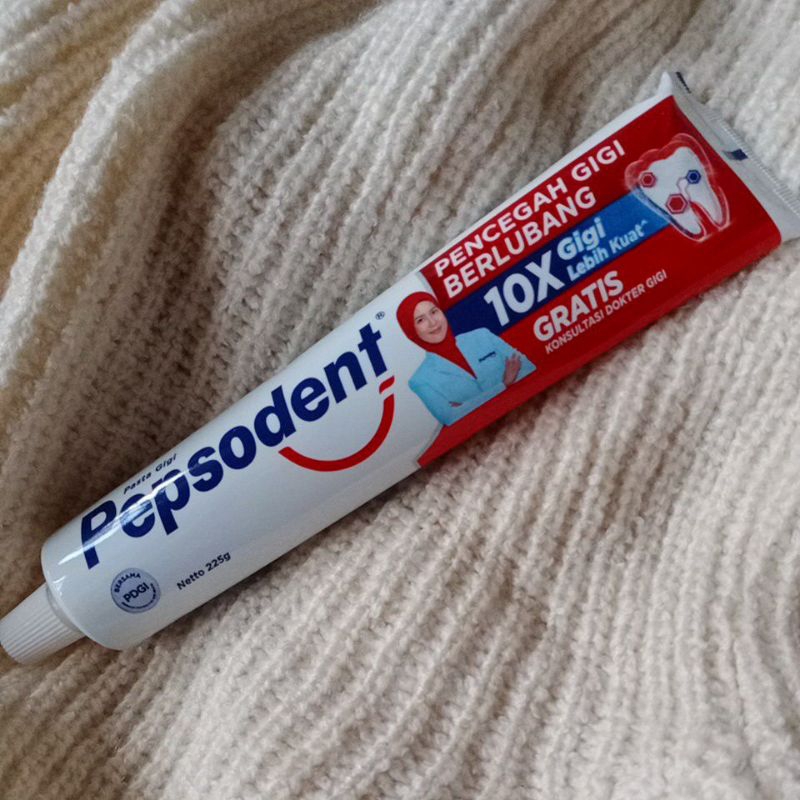 Pasta Gigi
Pepsodent®
BERSAMA
PDGI
Netto 225g
PENCEGAH GIGI
BERLUBANG
10X Gigi
Lebih Kuat^
GRATIS
KONSULTASI DOKTER GIGI